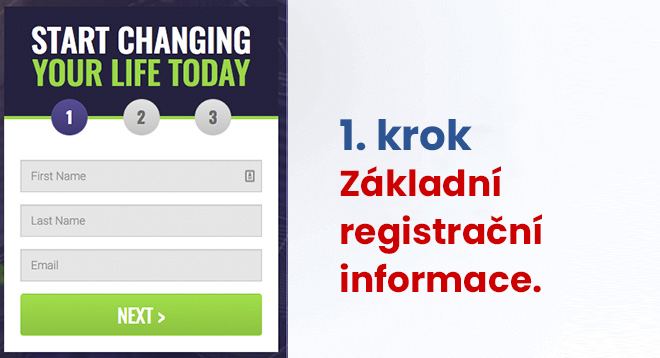 START CHANGING
YOUR LIFE TODAY
1 2 3
First Name
Last Name
Email
NEXT >
1. krok
Základní
registrační
informace.